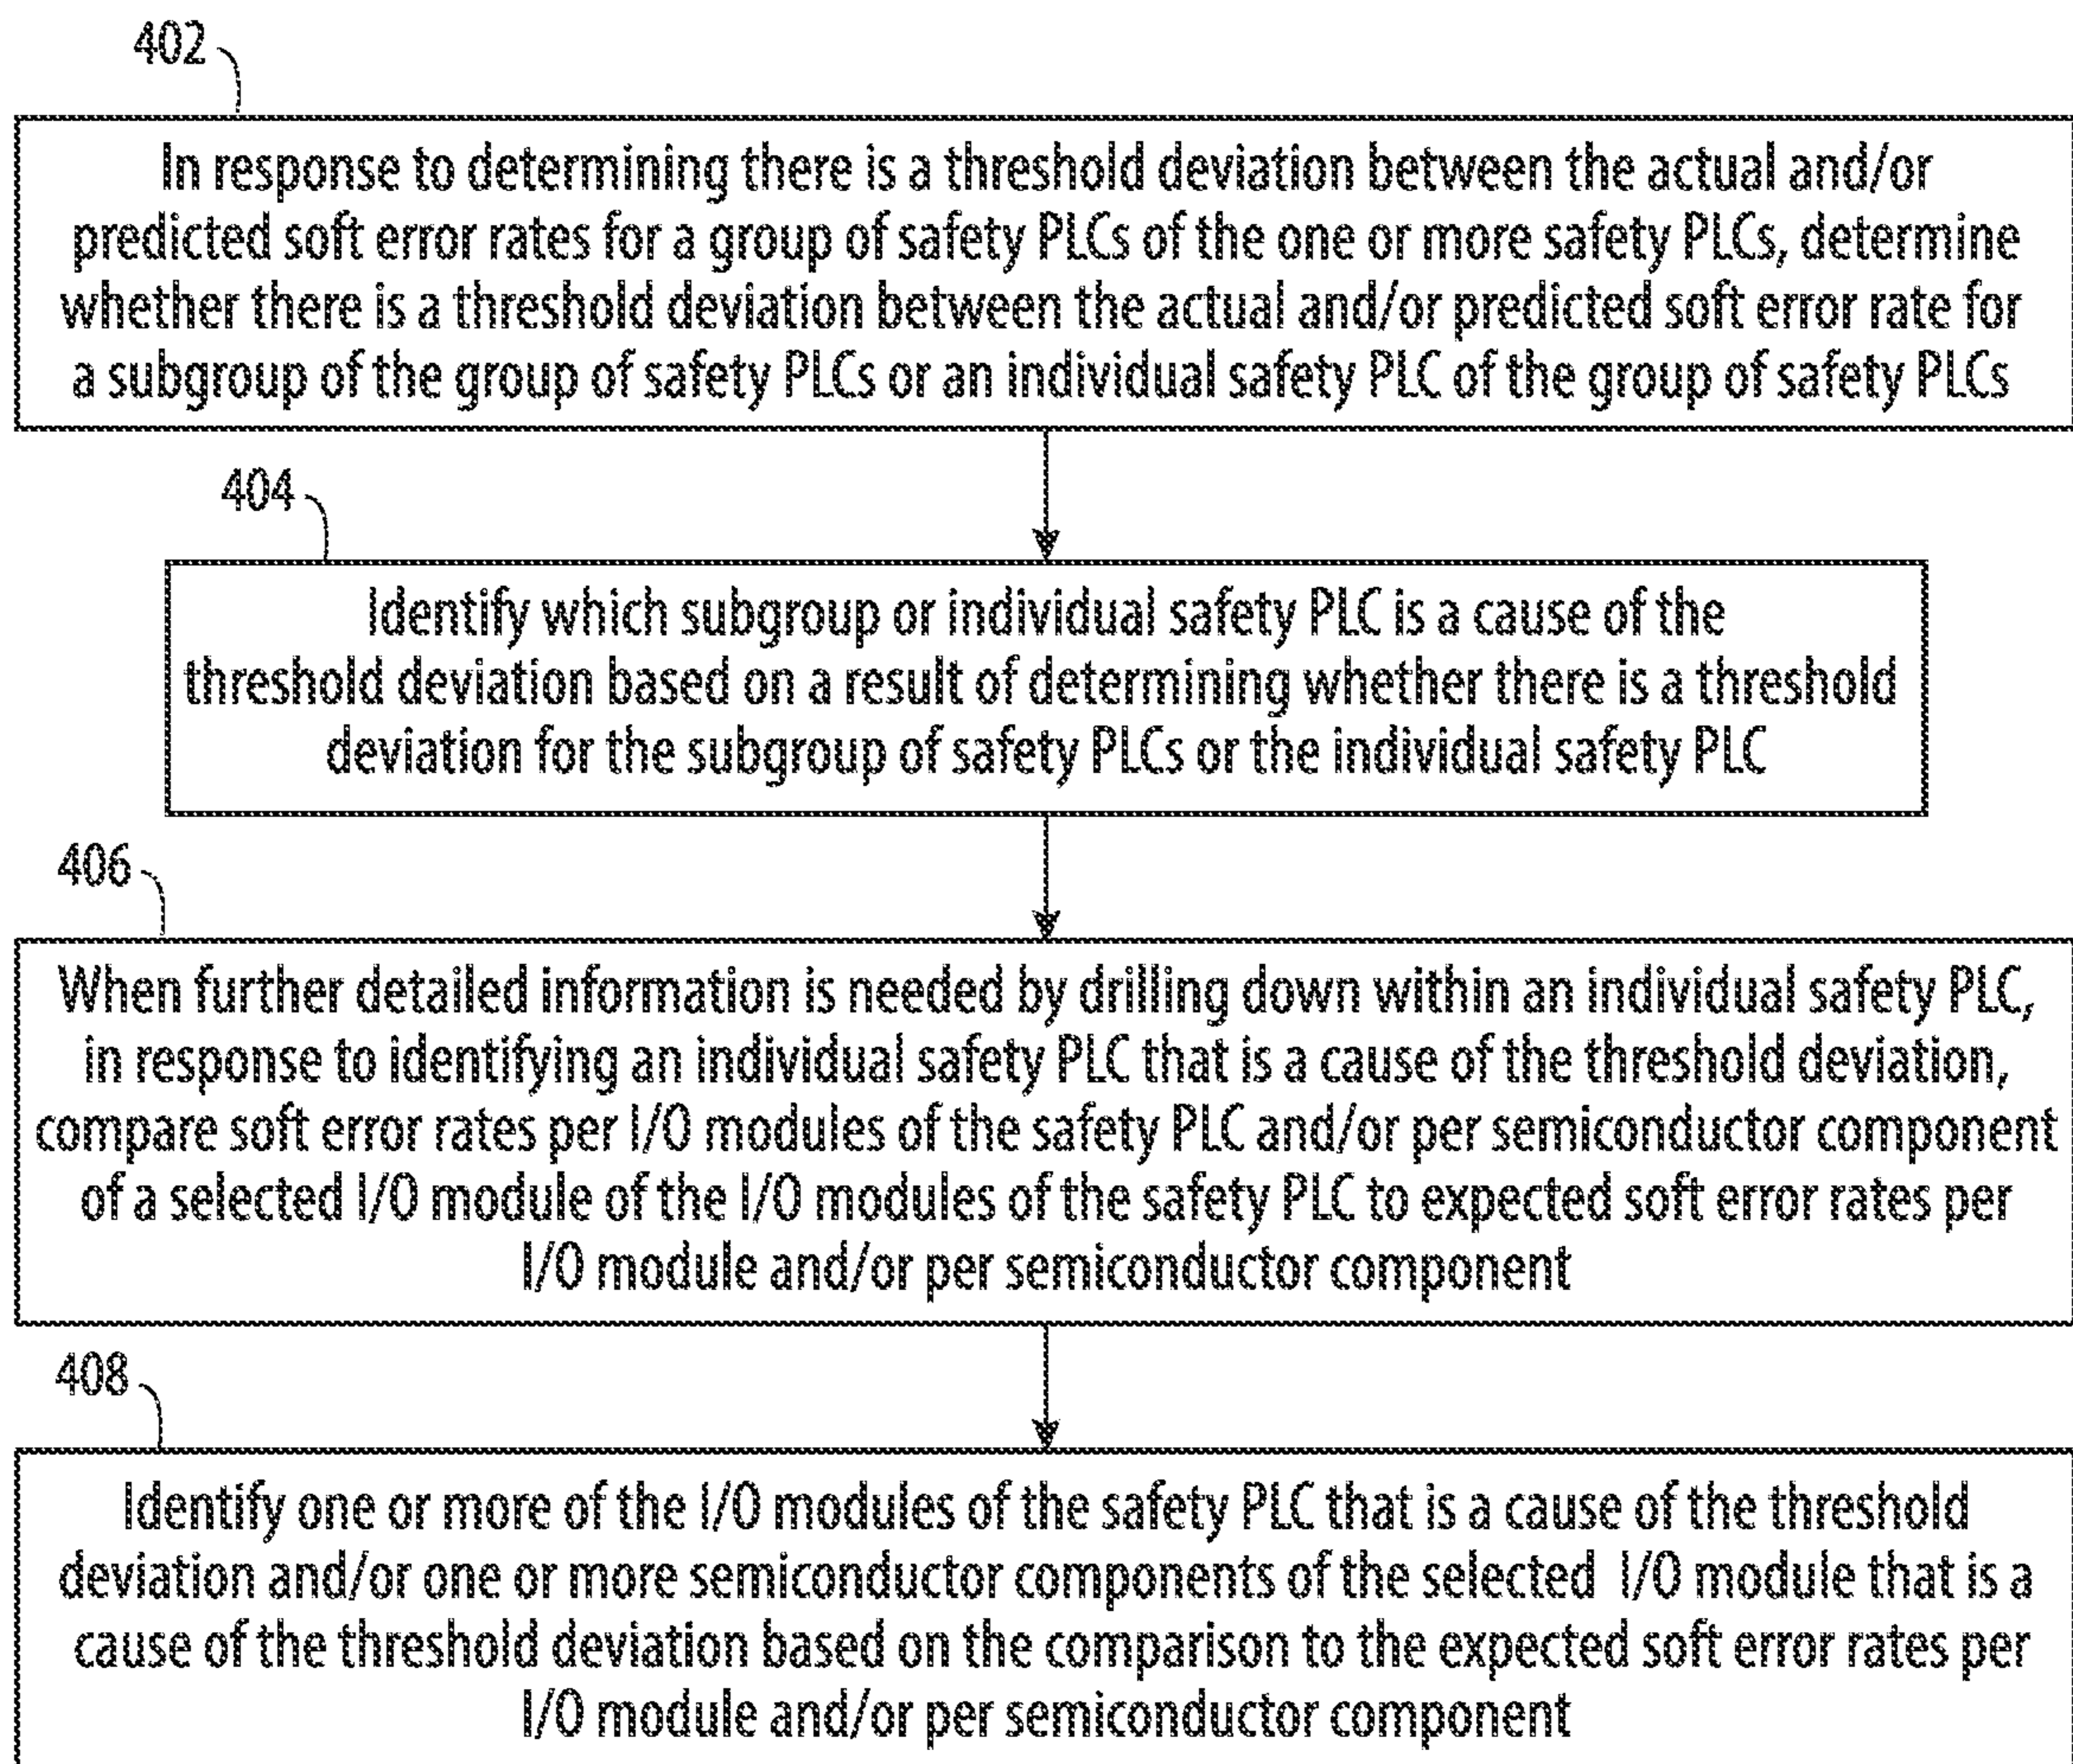 402
In response to determining there is a threshold deviation between the actual and/or
predicted soft error rates for a group of safety PLCs of the one or more safety PLCs, determine
whether there is a threshold deviation between the actual and/or predicted soft error rate for
a subgroup of the group of safety PLCs or an individual safety PLC of the group of safety PLCs
404
Identify which subgroup or individual safety PLC is a cause of the
threshold deviation based on a result of determining whether there is a threshold
deviation for the subgroup of safety PLCs or the individual safety PLC
406
When further detailed information is needed by drilling down within an individual safety PLC,
in response to identifying an individual safety PLC that is a cause of the threshold deviation,
compare soft error rates per I/O modules of the safety PLC and/or per semiconductor component
of a selected I/O module of the I/O modules of the safety PLC to expected soft error rates per
I/O module and/or per semiconductor component
408
Identify one or more of the I/O modules of the safety PLC that is a cause of the threshold
deviation and/or one or more semiconductor components of the selected I/O module that is a
cause of the threshold deviation based on the comparison to the expected soft error rates per
I/O module and/or per semiconductor component